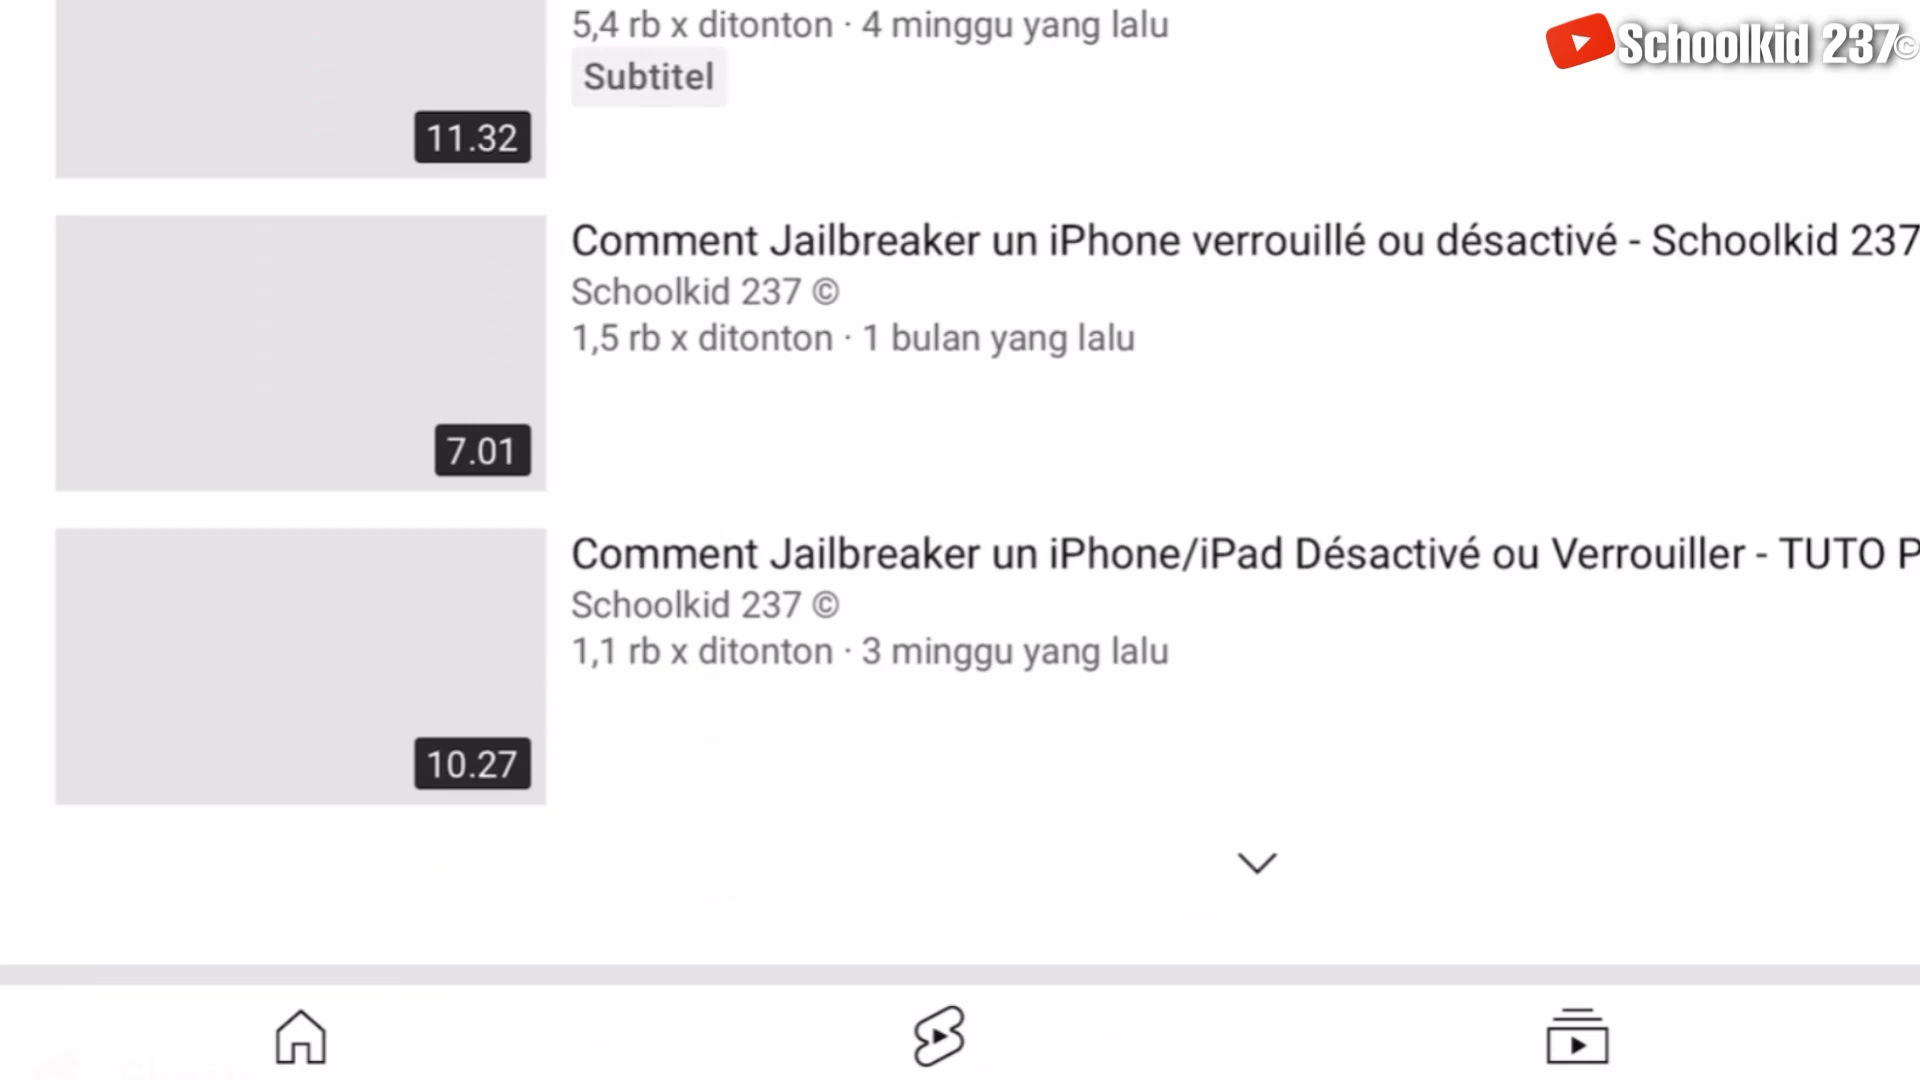 5,4 rb x ditonton · 4 minggu yang lalu
Subtitel
11.32
Schoolkid 237©
Comment Jailbreaker un iPhone verrouillé ou désactivé - Schoolkid 237
Schoolkid 237 ©
1,5 rb x ditonton · 1 bulan yang lalu
7.01
Comment Jailbreaker un iPhone/iPad Désactivé ou Verrouiller - TUTO P
Schoolkid 237 ©
1,1 rb x ditonton · 3 minggu yang lalu
10.27